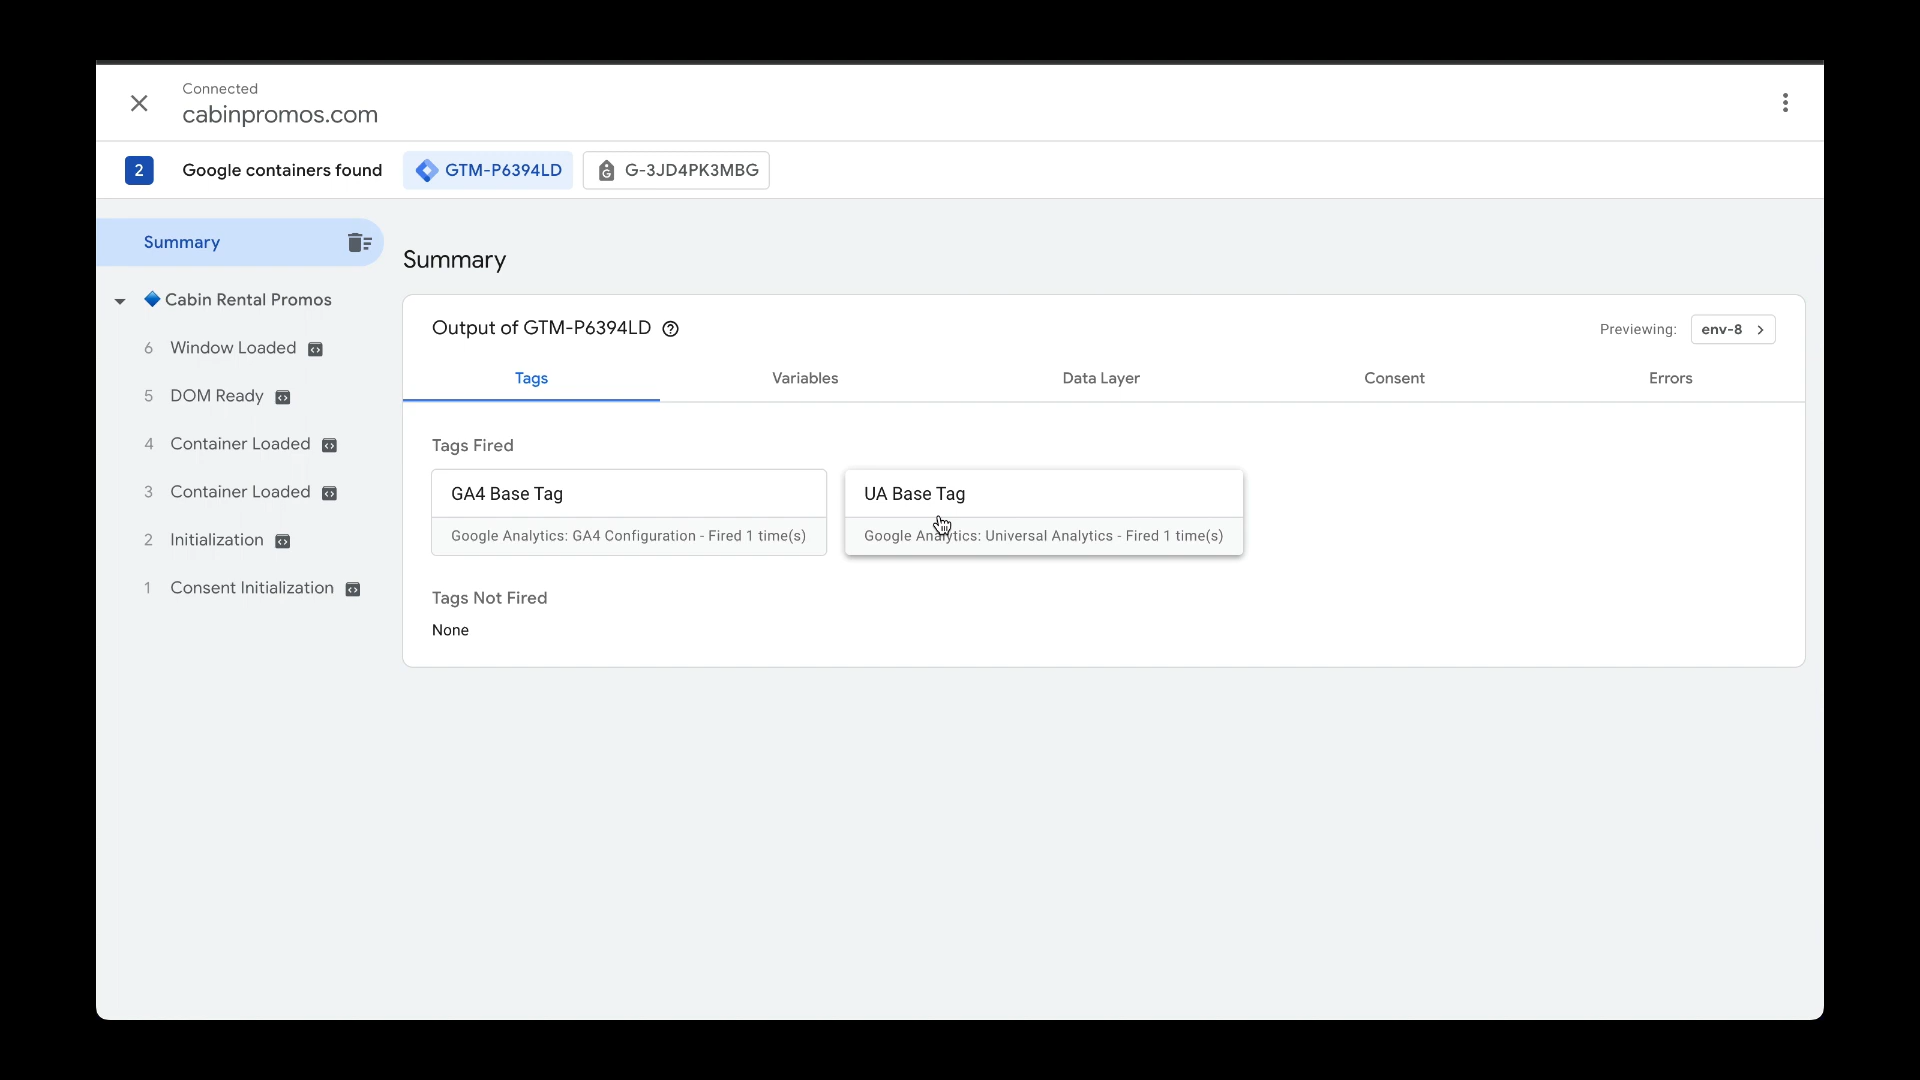 Connected
cabinpromos.com
2 Google containers found GTM-P6394LD G-3JD4PK3MBG
Summary
Cabin Rental Promos
6 Window Loaded
5 DOM Ready
4 Container Loaded
3 Container Loaded
2 Initialization
1 Consent Initialization
Summary
Output of GTM-P6394LD
Previewing: env-8
Tags Variables Data Layer Consent Errors
Tags Fired
GA4 Base Tag
Google Analytics: GA4 Configuration - Fired 1 time(s)
UA Base Tag
Google Analytics: Universal Analytics - Fired 1 time(s)
Tags Not Fired
None